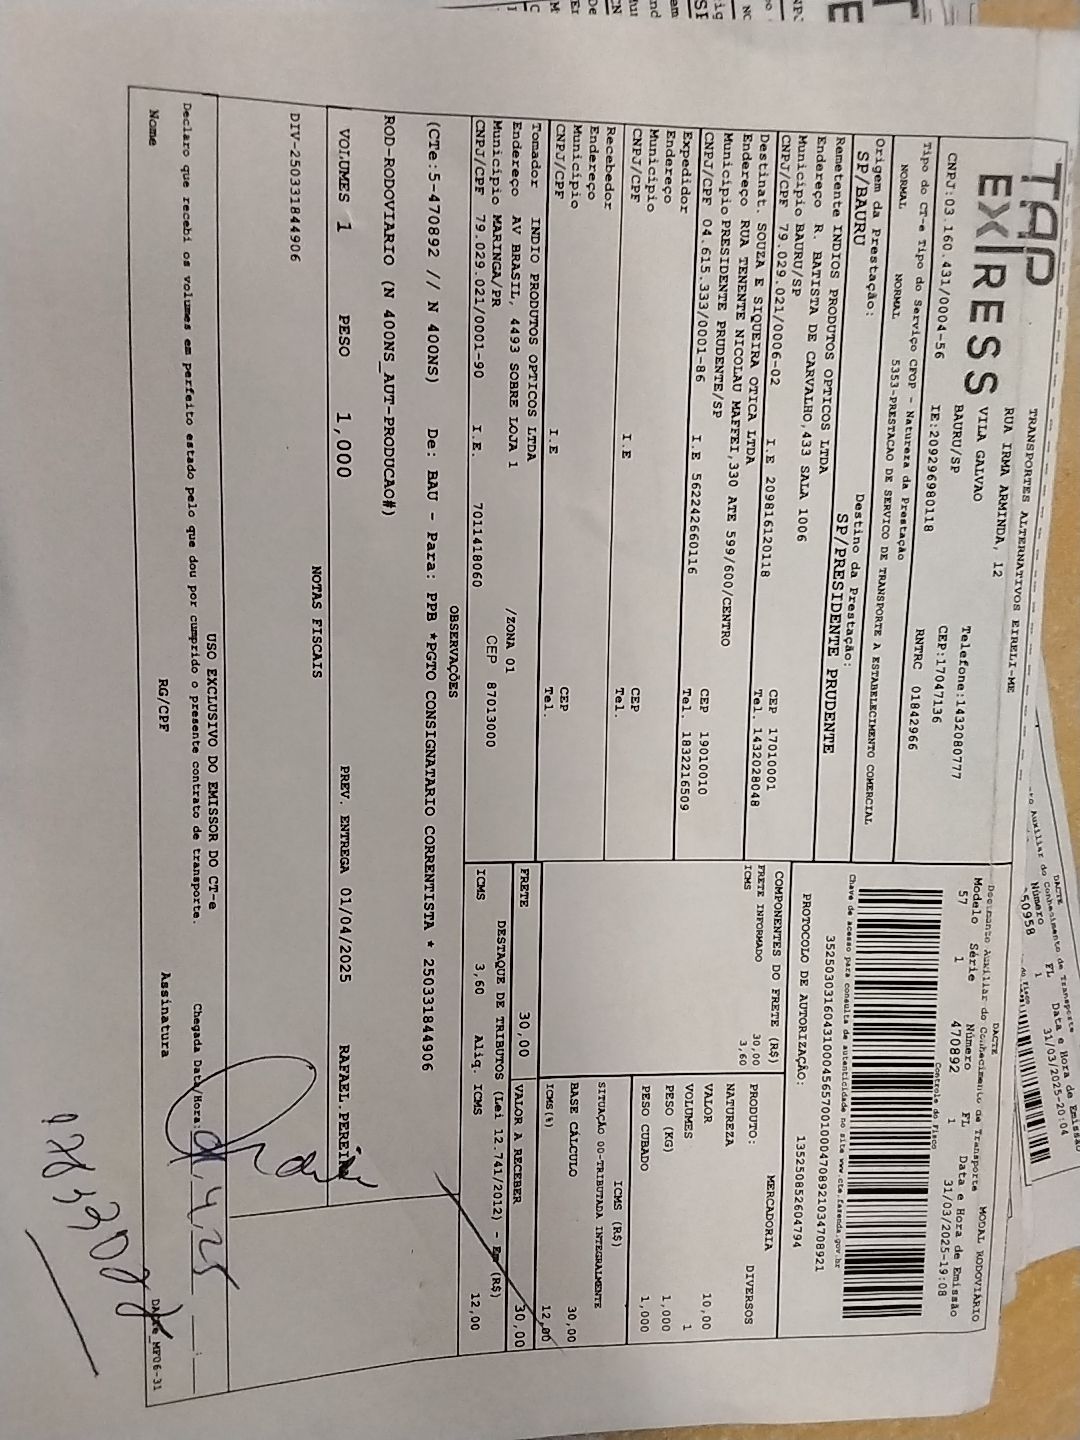 TAP
EXPRESS
TRANSPORTES ALTERNATIVOS EIRELI-ME
RUA IRMA ARMINDA, 12
VILA GALVAO
BAURU/SP
Telefone:1432080777
CEP:17047136
CNPJ:03.160.431/0004-56 IE:209296980118 RNTRC 01842966
Tipo do CT-e Tipo do Serviço CFOP - Natureza da Prestação
NORMAL NORMAL 5353-PRESTACAO DE SERVICO DE TRANSPORTE A ESTABELECIMENTO COMERCIAL
Origem da Prestação: Destino da Prestação:
SP/BAURU SP/PRESIDENTE PRUDENTE
Remetente INDIOS PRODUTOS OPTICOS LTDA
Endereço R. BATISTA DE CARVALHO,433 SALA 1006
Município BAURU/SP CEP 17010001
CNPJ/CPF 79.029.021/0006-02 I.E 209816120118 Tel. 1432028048
Destinat. SOUZA E SIQUEIRA OTICA LTDA
Endereço RUA TENENTE NICOLAU MAFFEI,330 ATE 599/600/CENTRO
Município PRESIDENTE PRUDENTE/SP CEP 19010010
CNPJ/CPF 04.615.333/0001-86 I.E 562242660116 Tel. 1832216509
Expedidor
Endereço
Município CEP
CNPJ/CPF I.E Tel.
Recebedor
Endereço
Município CEP
CNPJ/CPF I.E Tel.
Tomador INDIO PRODUTOS OPTICOS LTDA
Endereço AV BRASIL, 4493 SOBRE LOJA 1 /ZONA 01
Município MARINGA/PR CEP 87013000
CNPJ/CPF 79.029.021/0001-90 I.E. 7011418060
DACTE MODAL RODOVIÁRIO
Documento Auxiliar do Conhecimento de Transporte
Modelo Série Número FL Data e Hora de Emissão
57 1 470892 1 31/03/2025-19:08
Controle do Fisco
Chave de acesso para consulta de autenticidade no site www.cte.fazenda.gov.br
35250303160431000456570010004708921034708921
PROTOCOLO DE AUTORIZAÇÃO: 135250852604794
COMPONENTES DO FRETE (R$)
FRETE INFORMADO 30,00
ICMS 3,60
PRODUTO: MERCADORIA
NATUREZA DIVERSOS
VALOR 10,00
VOLUMES 1
PESO (KG) 1,000
PESO CUBADO 1,000
ICMS (R$)
SITUAÇÃO 00-TRIBUTADA INTEGRALMENTE
BASE CÁLCULO 30,00
ICMS(%) 12,00
FRETE 30,00 VALOR A RECEBER 30,00
DESTAQUE DE TRIBUTOS (Lei 12.741/2012) - Em (R$)
ICMS 3,60 Aliq. ICMS 12,00
OBSERVAÇÕES
(CTe:5-470892 // N 400NS) De: BAU - Para: PPB *PGTO CONSIGNATARIO CORRENTISTA * 250331844906
ROD-RODOVIARIO (N 400NS_AUT-PRODUCAO#)
VOLUMES 1 PESO 1,000 PREV. ENTREGA 01/04/2025 RAFAEL.PEREIRA
NOTAS FISCAIS
DIV-250331844906
USO EXCLUSIVO DO EMISSOR DO CT-e
Declaro que recebi os volumes em perfeito estado pelo que dou por cumprido o presente contrato de transporte. Chegada Data/Hora:
Nome RG/CPF Assinatura
DACTE_MF06-31
DACTE
Auxiliar do Conhecimento de Transporte
Número FL Data e Hora de Emissão
1 31/03/2025-20:04